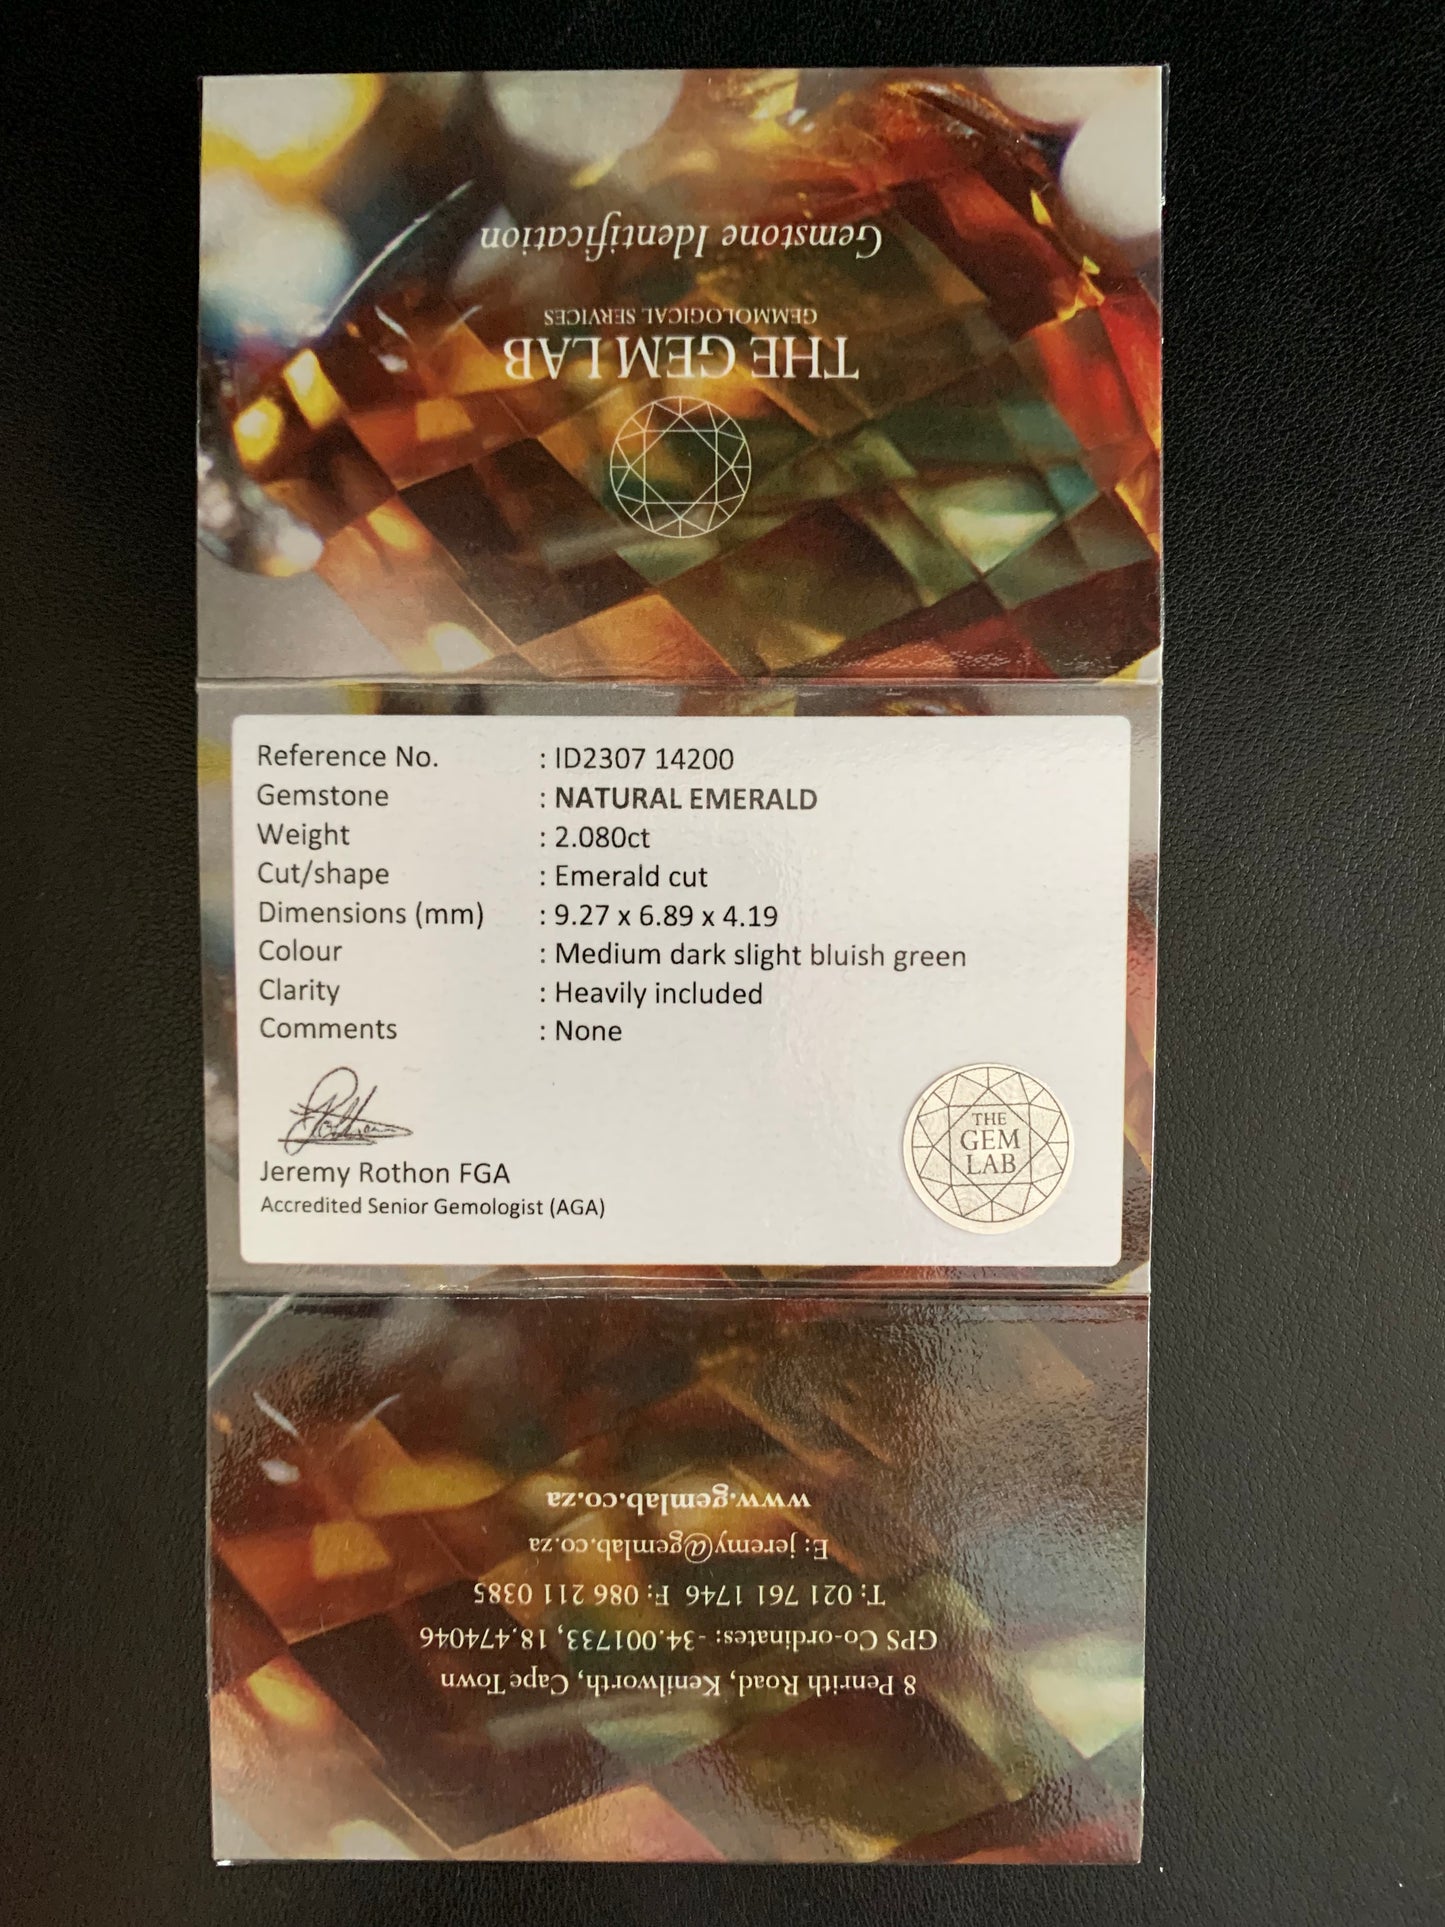 Gemstone Identification
GEMMOLOGICAL SERVICES
THE GEM LAB
Reference No. : ID2307 14200
Gemstone : NATURAL EMERALD
Weight : 2.080ct
Cut/shape : Emerald cut
Dimensions (mm) : 9.27 x 6.89 x 4.19
Colour : Medium dark slight bluish green
Clarity : Heavily included
Comments : None
Jeremy Rothon FGA
Accredited Senior Gemologist (AGA)
THE
GEM
LAB
www.gemlab.co.za
E: jeremy@gemlab.co.za
T: 021 761 1746 F: 086 211 0385
GPS Co-ordinates: -34.001733, 18.474046
8 Penrith Road, Kenilworth, Cape Town